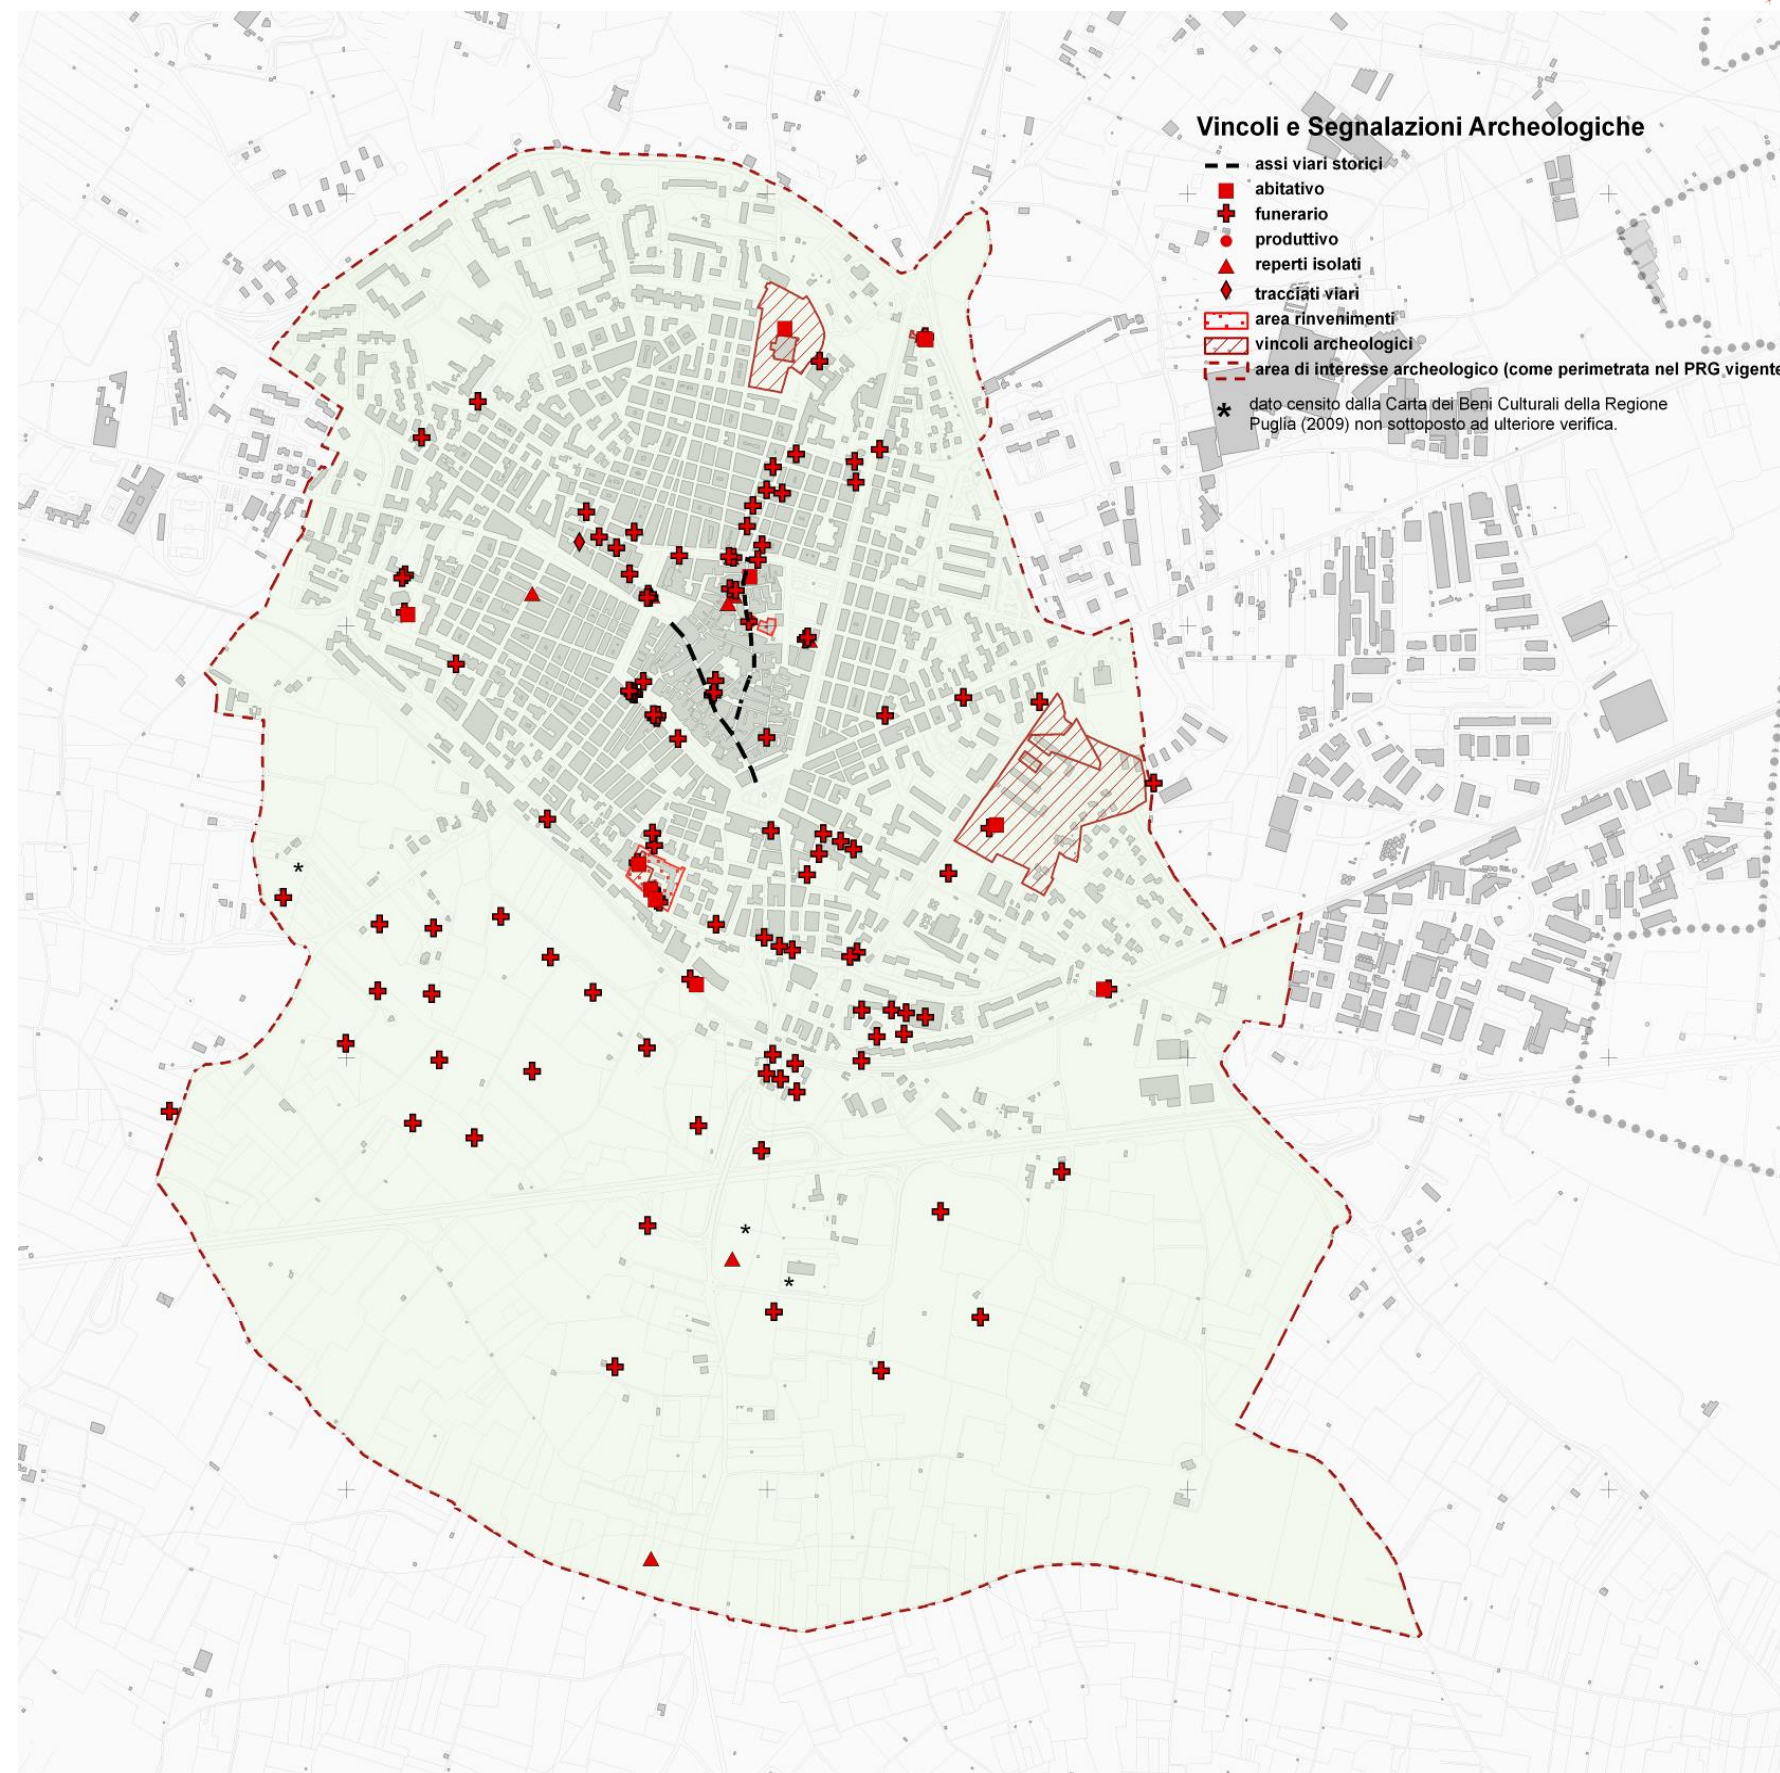 Vincoli e Segnalazioni Archeologiche
assi viari storici
abitativo
funerario
produttivo
reperti isolati
tracciati viari
area rinvenimenti
vincoli archeologici
area di interesse archeologico (come perimetrata nel PRG vigente
* dato censito dalla Carta dei Beni Culturali della Regione
Puglia (2009) non sottoposto ad ulteriore verifica.
*
*
*